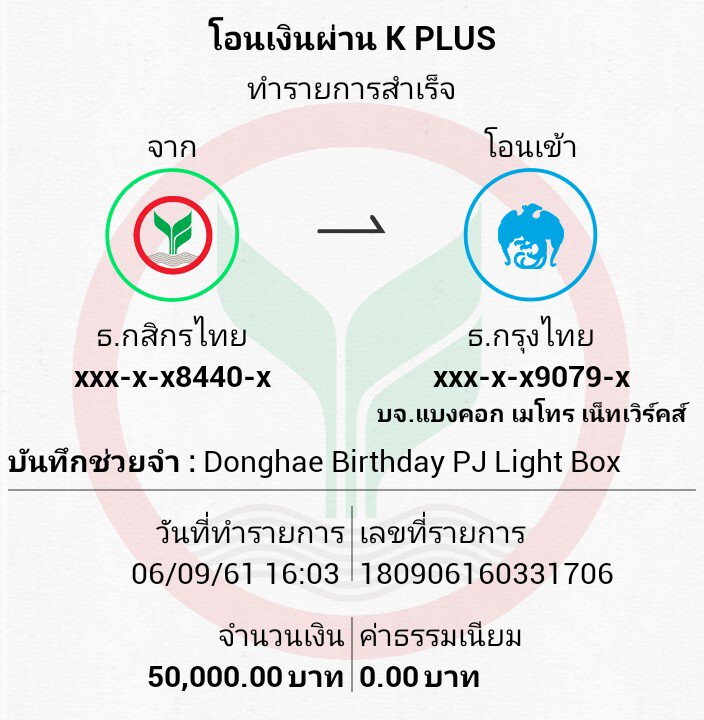 โอนเงินผ่าน K PLUS
ทำรายการสำเร็จ
จาก
โอนเข้า
ธ.กสิกรไทย
xxx-x-x8440-x
ธ.กรุงไทย
xxx-x-x9079-x
บจ.แบงคอก เมโทร เน็ทเวิร์คส์
บันทึกช่วยจำ : Donghae Birthday PJ Light Box
วันที่ทำรายการ
06/09/61 16:03
เลขที่รายการ
180906160331706
จำนวนเงิน
50,000.00 บาท
ค่าธรรมเนียม
0.00 บาท